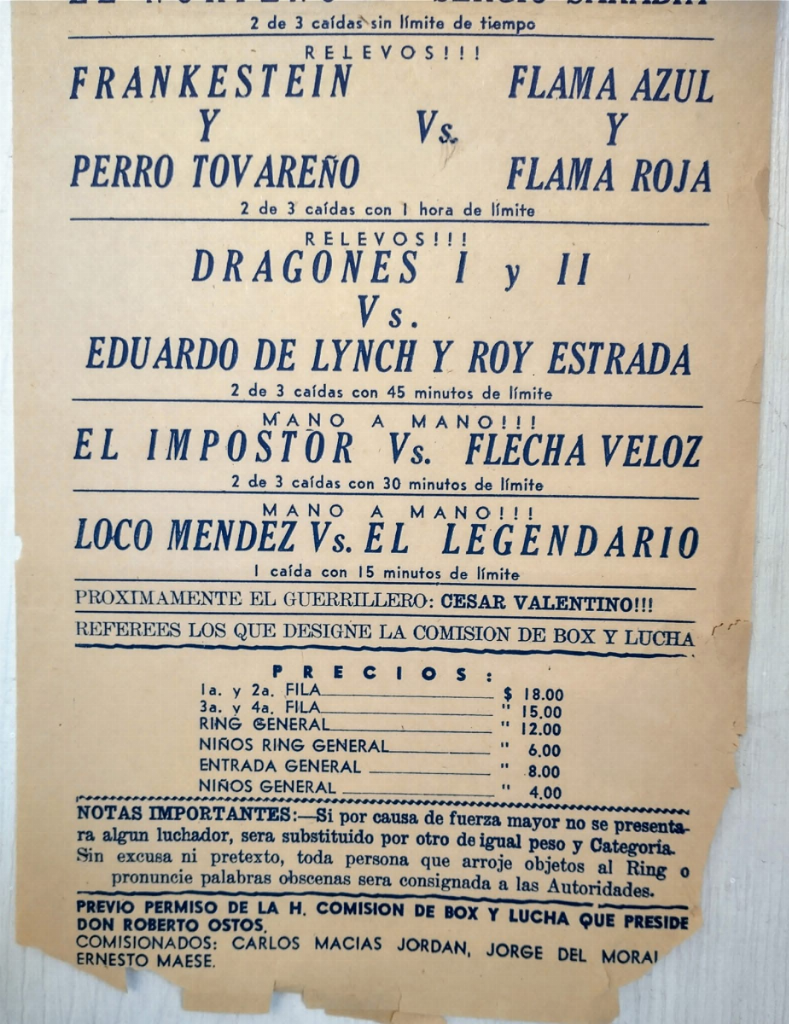 2 de 3 caídas sin límite de tiempo
RELEVOS!!!
FRANKESTEIN FLAMA AZUL
Y Vs. Y
PERRO TOVAREÑO FLAMA ROJA
2 de 3 caídas con 1 hora de límite
RELEVOS!!!
DRAGONES I y II
Vs.
EDUARDO DE LYNCH Y ROY ESTRADA
2 de 3 caídas con 45 minutos de límite
MANO A MANO!!!
EL IMPOSTOR Vs. FLECHA VELOZ
2 de 3 caídas con 30 minutos de límite
MANO A MANO!!!
LOCO MENDEZ Vs. EL LEGENDARIO
1 caída con 15 minutos de límite
PROXIMAMENTE EL GUERRILLERO: CESAR VALENTINO!!!
REFEREES LOS QUE DESIGNE LA COMISION DE BOX Y LUCHA
PRECIOS:
1a. y 2a. FILA $ 18.00
3a. y 4a. FILA " 15.00
RING GENERAL " 12.00
NIÑOS RING GENERAL " 6.00
ENTRADA GENERAL " 8.00
NIÑOS GENERAL " 4.00
NOTAS IMPORTANTES:—Si por causa de fuerza mayor no se presenta-
ra algun luchador, sera substituido por otro de igual peso y Categoría.
Sin excusa ni pretexto, toda persona que arroje objetos al Ring o
pronuncie palabras obscenas sera consignada a las Autoridades.
PREVIO PERMISO DE LA H. COMISION DE BOX Y LUCHA QUE PRESIDE
DON ROBERTO OSTOS.
COMISIONADOS: CARLOS MACIAS JORDAN, JORGE DEL
ERNESTO MAESE.